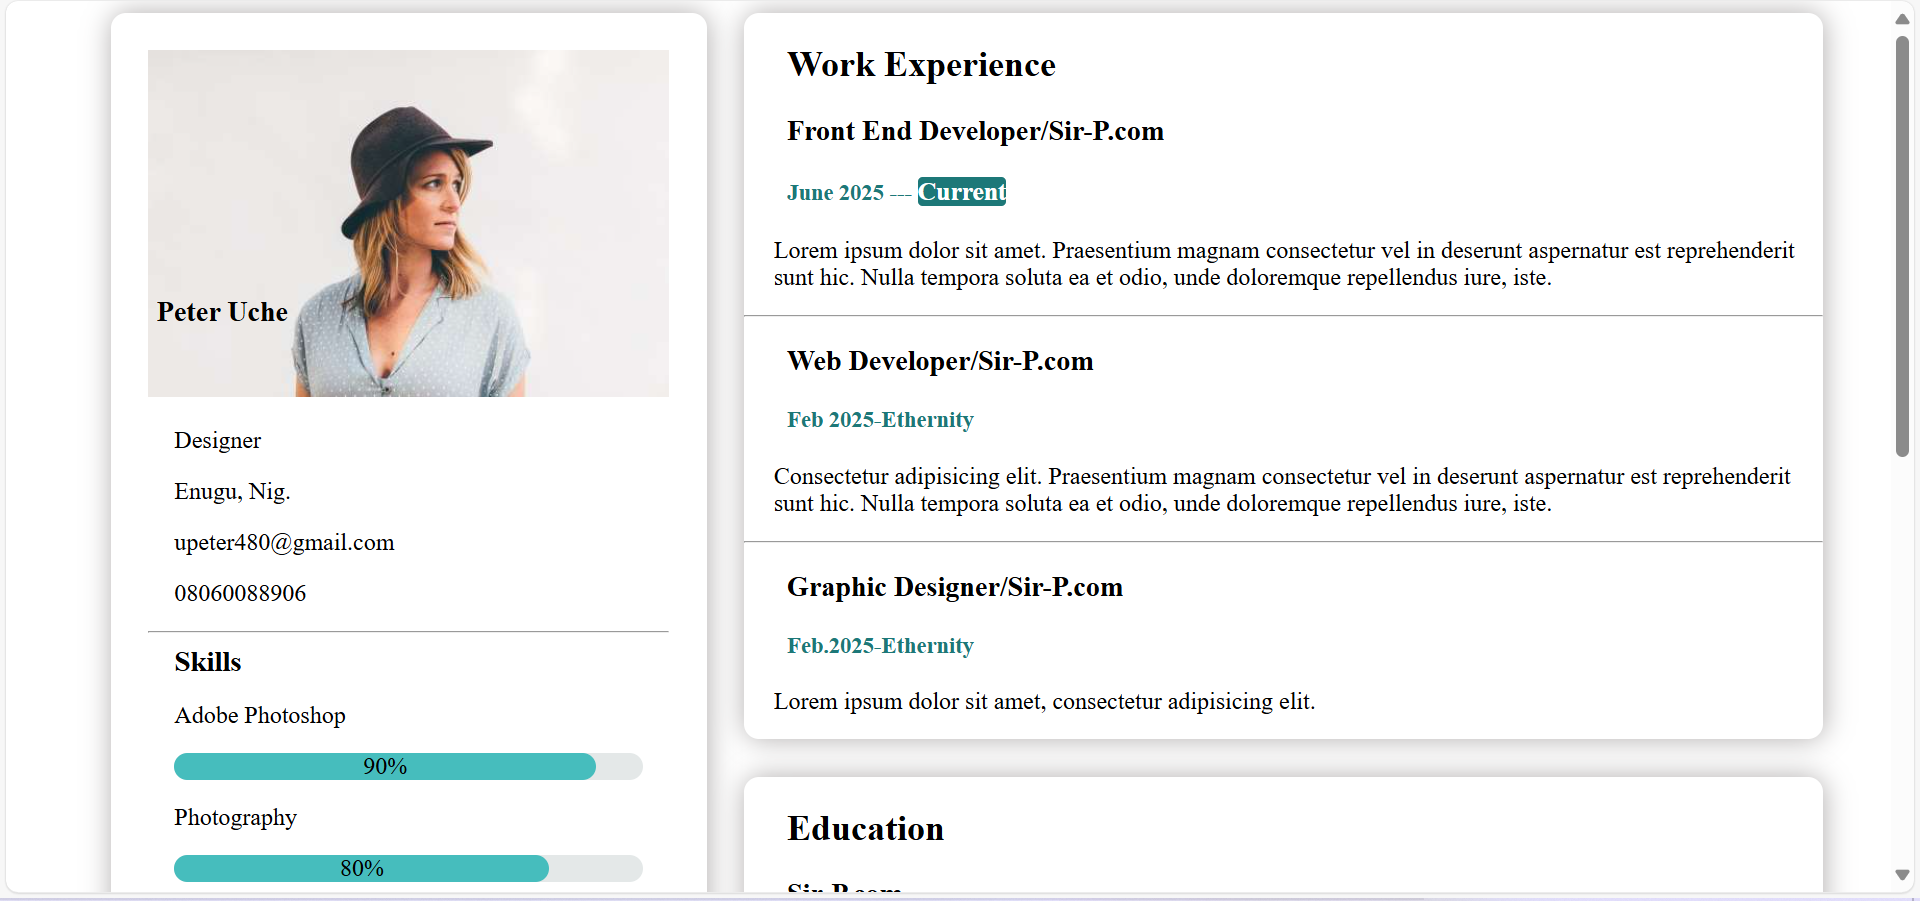 Peter Uche
Designer
Enugu, Nig.
upeter480@gmail.com
08060088906
Skills
Adobe Photoshop
90%
Photography
80%
Work Experience
Front End Developer/Sir-P.com
June 2025 --- Current
Lorem ipsum dolor sit amet. Praesentium magnam consectetur vel in deserunt aspernatur est reprehenderit
sunt hic. Nulla tempora soluta ea et odio, unde doloremque repellendus iure, iste.
Web Developer/Sir-P.com
Feb 2025-Ethernity
Consectetur adipisicing elit. Praesentium magnam consectetur vel in deserunt aspernatur est reprehenderit
sunt hic. Nulla tempora soluta ea et odio, unde doloremque repellendus iure, iste.
Graphic Designer/Sir-P.com
Feb.2025-Ethernity
Lorem ipsum dolor sit amet, consectetur adipisicing elit.
Education
Sir-P.com